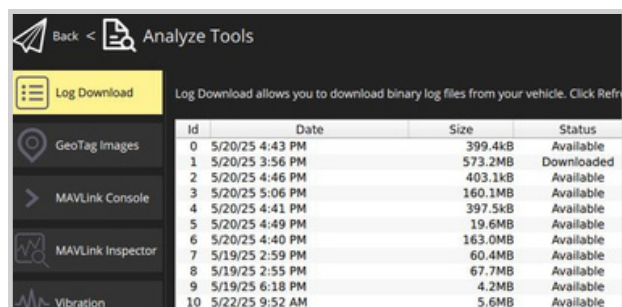 Back < Analyze Tools
Log Download
Log Download allows you to download binary log files from your vehicle. Click Refr
GeoTag Images
MAVLink Console
MAVLink Inspector
Vibration
Id Date Size Status
0 5/20/25 4:43 PM 399.4kB Available
1 5/20/25 3:56 PM 573.2MB Downloaded
2 5/20/25 4:46 PM 403.1kB Available
3 5/20/25 5:06 PM 160.1MB Available
4 5/20/25 4:41 PM 397.5kB Available
5 5/20/25 4:49 PM 19.6MB Available
6 5/20/25 4:40 PM 163.0MB Available
7 5/19/25 2:59 PM 60.4MB Available
8 5/19/25 2:55 PM 67.7MB Available
9 5/19/25 6:18 PM 4.2MB Available
10 5/22/25 9:52 AM 5.6MB Available